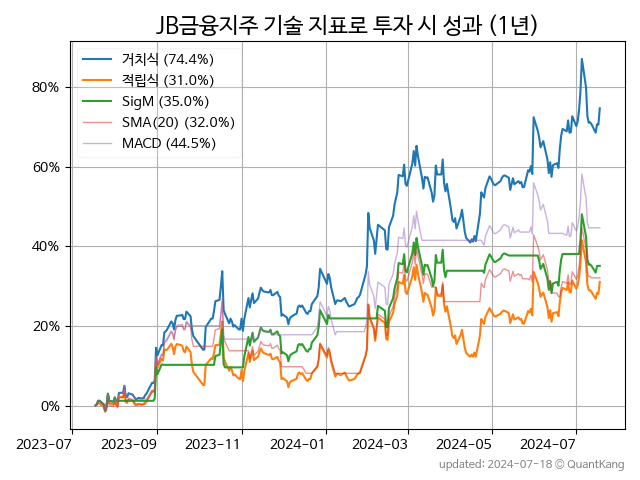 JB금융지주 기술 지표로 투자 시 성과 (1년)
거치식 (74.4%)
적립식 (31.0%)
SigM (35.0%)
SMA(20) (32.0%)
MACD (44.5%)
80%
60%
40%
20%
0%
2023-07 2023-09 2023-11 2024-01 2024-03 2024-05 2024-07
updated: 2024-07-18 © QuantKang